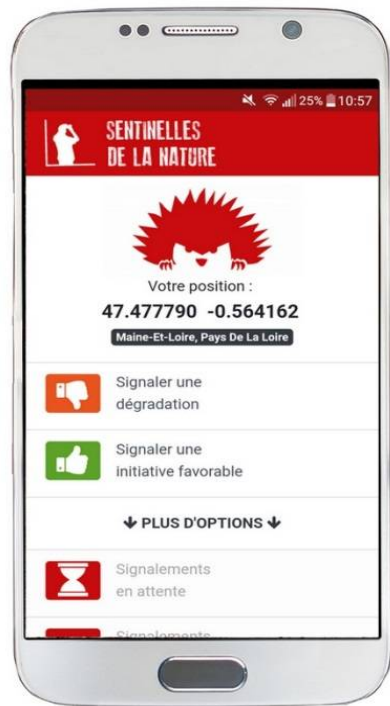 25% 10:57
SENTINELLES
DE LA NATURE
Votre position :
47.477790 -0.564162
Maine-Et-Loire, Pays De La Loire
Signaler une
dégradation
Signaler une
initiative favorable
↓ PLUS D'OPTIONS ↓
Signalements
en attente
Signalements